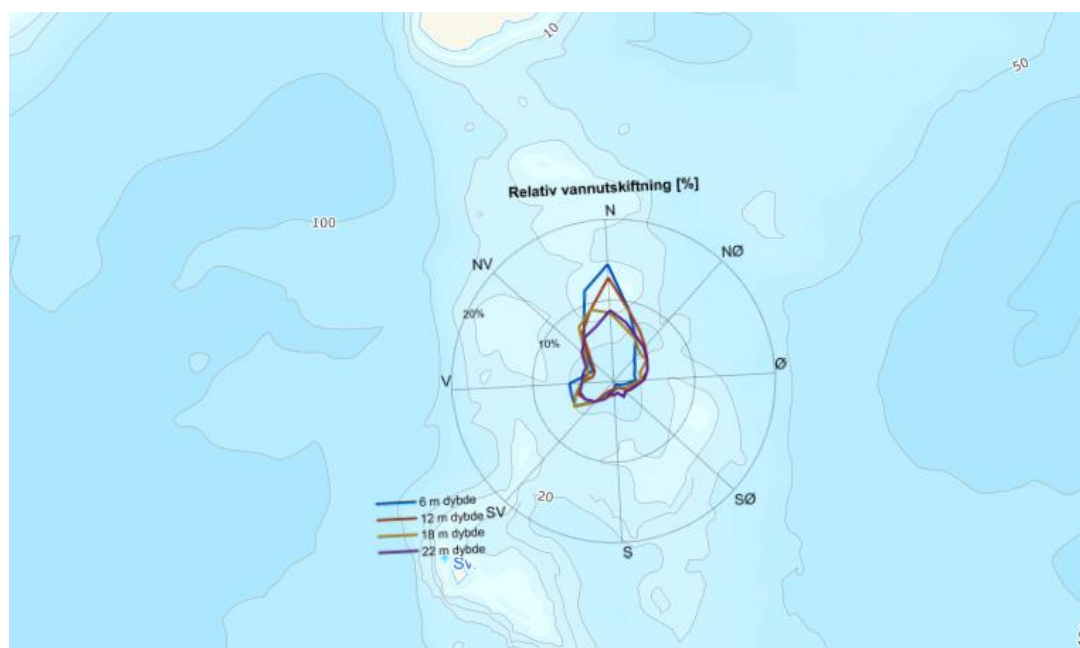 10
50
Relativ vannutskiftning [%]
N
NV
NØ
100
20%
10%
Ø
V
20
SØ
6 m dybde
12 m dybde
SV
18 m dybde
22 m dybde
S
Sv.